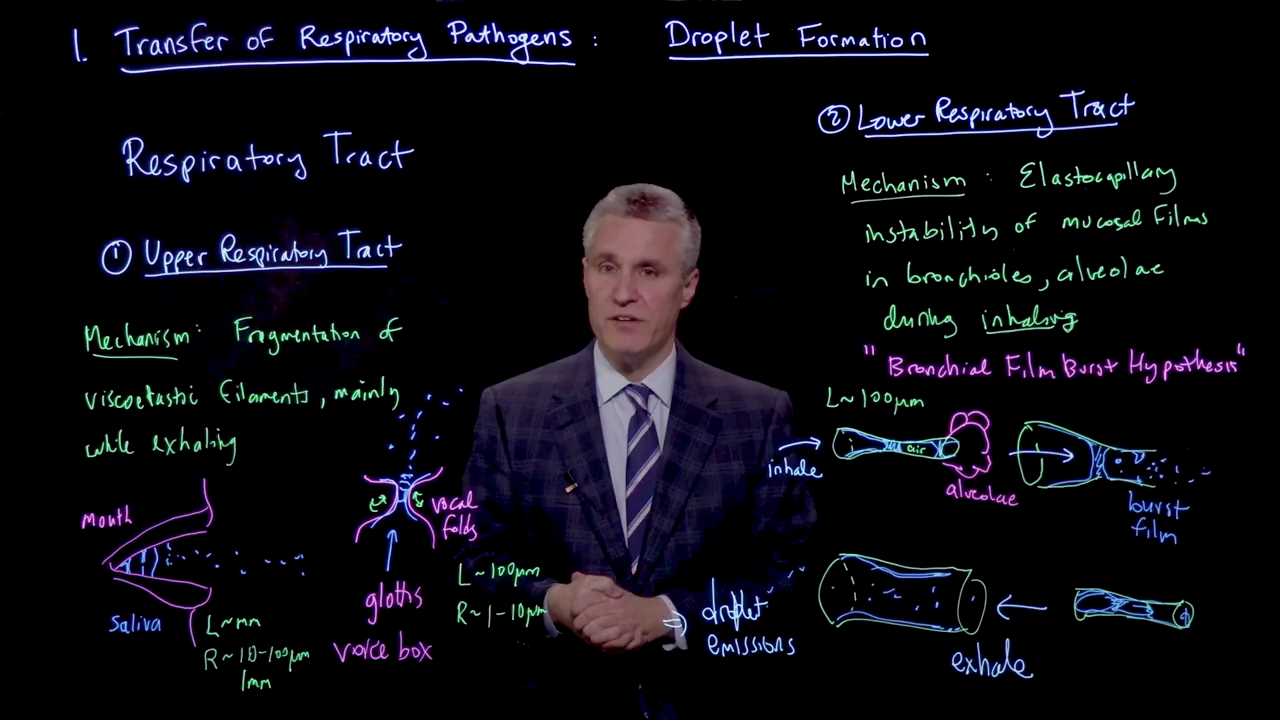 1. Transfer of Respiratory Pathogens : Droplet Formation
Respiratory Tract
① Upper Respiratory Tract
Mechanism: Fragmentation of
viscoelastic filaments, mainly
while exhaling
Mouth
Saliva
L~mm
R~10-100μm
1mm
vocal
folds
glottis
voice box
L~100μm
R~1-10μm
② Lower Respiratory Tract
Mechanism : Elastocapillary
instability of mucosal films
in bronchioles, alveolae
during inhaling
"Bronchial Film Burst Hypothesis"
L~100μm
inhale
air
alveolae
burst
film
⇒ droplet
emissions
exhale